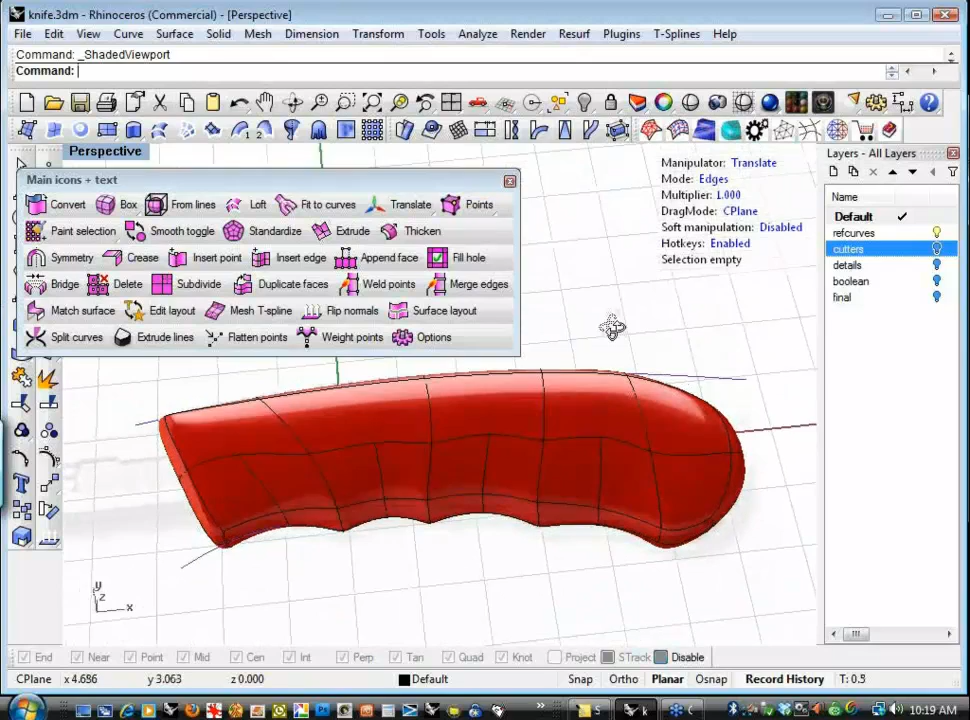 knife.3dm - Rhinoceros (Commercial) - [Perspective]
File Edit View Curve Surface Solid Mesh Dimension Transform Tools Analyze Render Resurf Plugins T-Splines Help
Command: _ShadedViewport
Command:
Perspective
Main icons + text
Convert Box From lines Loft Fit to curves Translate Points
Paint selection Smooth toggle Standardize Extrude Thicken
Symmetry Crease Insert point Insert edge Append face Fill hole
Bridge Delete Subdivide Duplicate faces Weld points Merge edges
Match surface Edit layout Mesh T-spline Flip normals Surface layout
Split curves Extrude lines Flatten points Weight points Options
Manipulator: Translate
Mode: Edges
Multiplier: 1.000
DragMode: CPlane
Soft manipulation: Disabled
Hotkeys: Enabled
Selection empty
Layers - All Layers
Name
Default
refcurves
cutters
details
boolean
final
y
z x
End Near Point Mid Cen Int Perp Tan Quad Knot Project STrack Disable
CPlane x 4.686 y 3.063 z 0.000 Default Snap Ortho Planar Osnap Record History T: 0.5
S k 10:19 AM